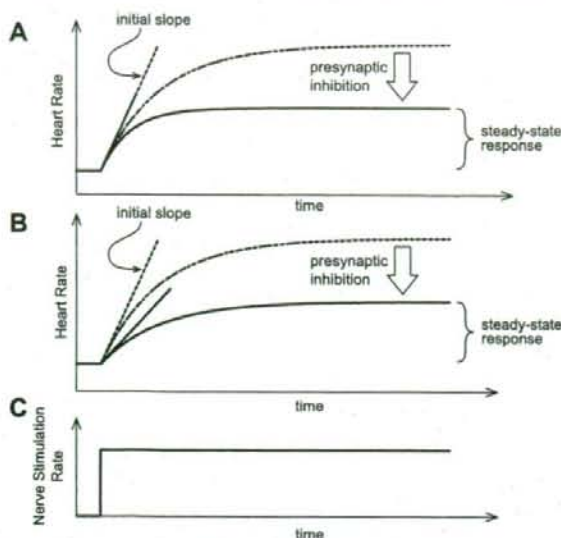 A
initial slope
Heart Rate
presynaptic
inhibition
steady-state
response
time
B
initial slope
Heart Rate
presynaptic
inhibition
steady-state
response
time
C
Nerve Stimulation
Rate
time